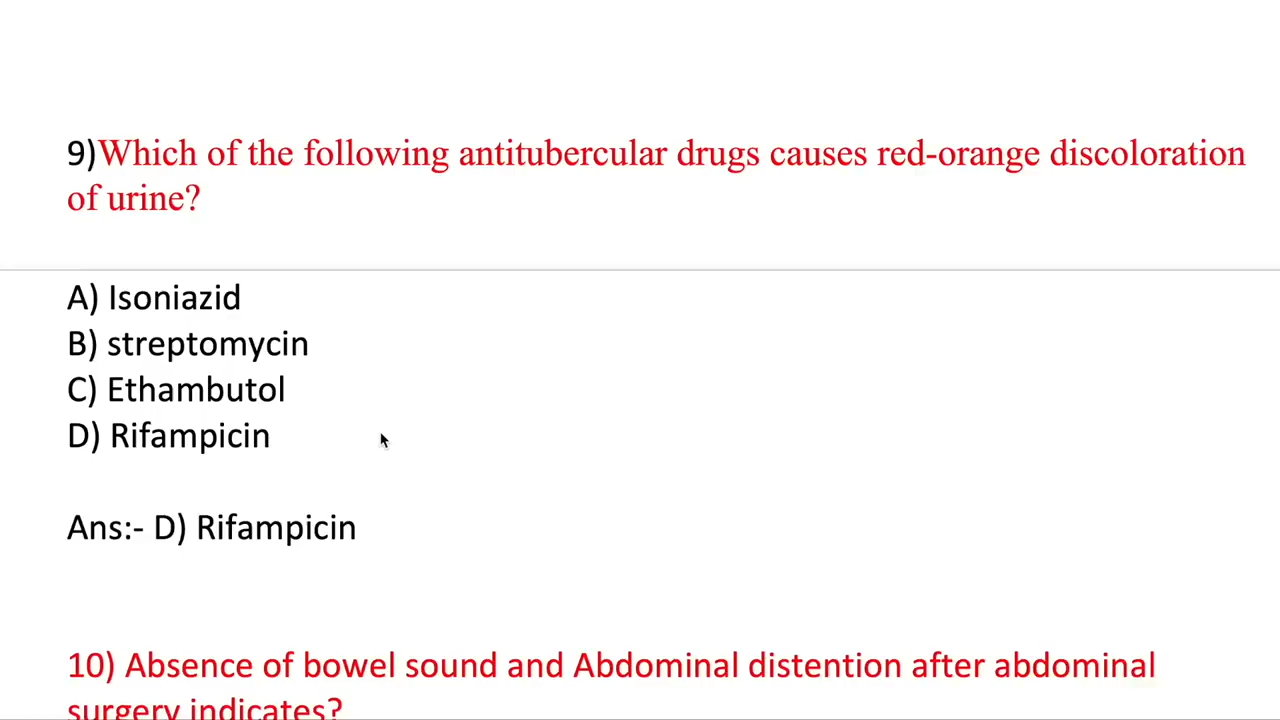 9)Which of the following antitubercular drugs causes red-orange discoloration
of urine?
A) Isoniazid
B) streptomycin
C) Ethambutol
D) Rifampicin
Ans:- D) Rifampicin
10) Absence of bowel sound and Abdominal distention after abdominal
surgery indicates?